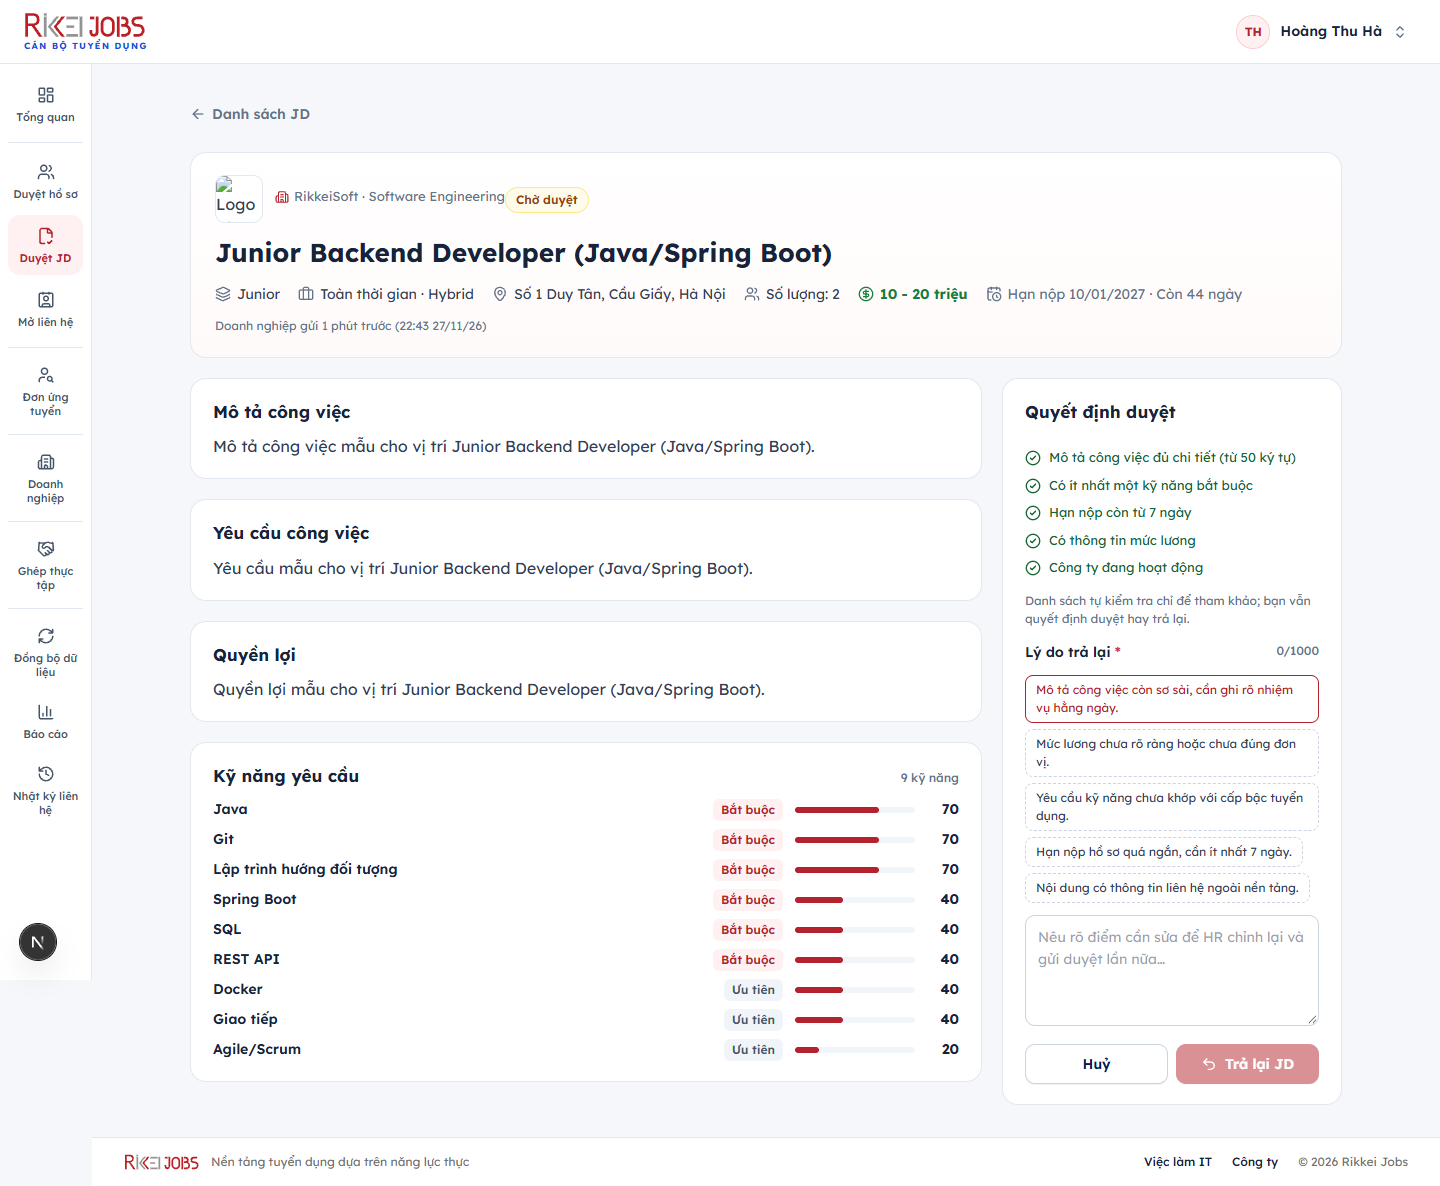 RIKKEI JOBS
CÁN BỘ TUYỂN DỤNG
TH
Hoàng Thu Hà
Tổng quan
Duyệt hồ sơ
Duyệt JD
Mở liên hệ
Đơn ứng
tuyển
Doanh
nghiệp
Ghép thực
tập
Đồng bộ dữ
liệu
Báo cáo
Nhật ký liên
hệ
N
Danh sách JD
Logo
RikkeiSoft · Software Engineering
Chờ duyệt
Junior Backend Developer (Java/Spring Boot)
Junior
Toàn thời gian · Hybrid
Số 1 Duy Tân, Cầu Giấy, Hà Nội
Số lượng: 2
10 - 20 triệu
Hạn nộp 10/01/2027 · Còn 44 ngày
Doanh nghiệp gửi 1 phút trước (22:43 27/11/26)
Mô tả công việc
Mô tả công việc mẫu cho vị trí Junior Backend Developer (Java/Spring Boot).
Yêu cầu công việc
Yêu cầu mẫu cho vị trí Junior Backend Developer (Java/Spring Boot).
Quyền lợi
Quyền lợi mẫu cho vị trí Junior Backend Developer (Java/Spring Boot).
Kỹ năng yêu cầu
9 kỹ năng
Java Bắt buộc 70
Git Bắt buộc 70
Lập trình hướng đối tượng Bắt buộc 70
Spring Boot Bắt buộc 40
SQL Bắt buộc 40
REST API Bắt buộc 40
Docker Ưu tiên 40
Giao tiếp Ưu tiên 40
Agile/Scrum Ưu tiên 20
Quyết định duyệt
Mô tả công việc đủ chi tiết (từ 50 ký tự)
Có ít nhất một kỹ năng bắt buộc
Hạn nộp còn từ 7 ngày
Có thông tin mức lương
Công ty đang hoạt động
Danh sách tự kiểm tra chỉ để tham khảo; bạn vẫn
quyết định duyệt hay trả lại.
Lý do trả lại *
0/1000
Mô tả công việc còn sơ sài, cần ghi rõ nhiệm
vụ hằng ngày.
Mức lương chưa rõ ràng hoặc chưa đúng đơn
vị.
Yêu cầu kỹ năng chưa khớp với cấp bậc tuyển
dụng.
Hạn nộp hồ sơ quá ngắn, cần ít nhất 7 ngày.
Nội dung có thông tin liên hệ ngoài nền tảng.
Nêu rõ điểm cần sửa để HR chỉnh lại và
gửi duyệt lần nữa…
Huỷ
Trả lại JD
RIKKEI JOBS
Nền tảng tuyển dụng dựa trên năng lực thực
Việc làm IT
Công ty
© 2026 Rikkei Jobs